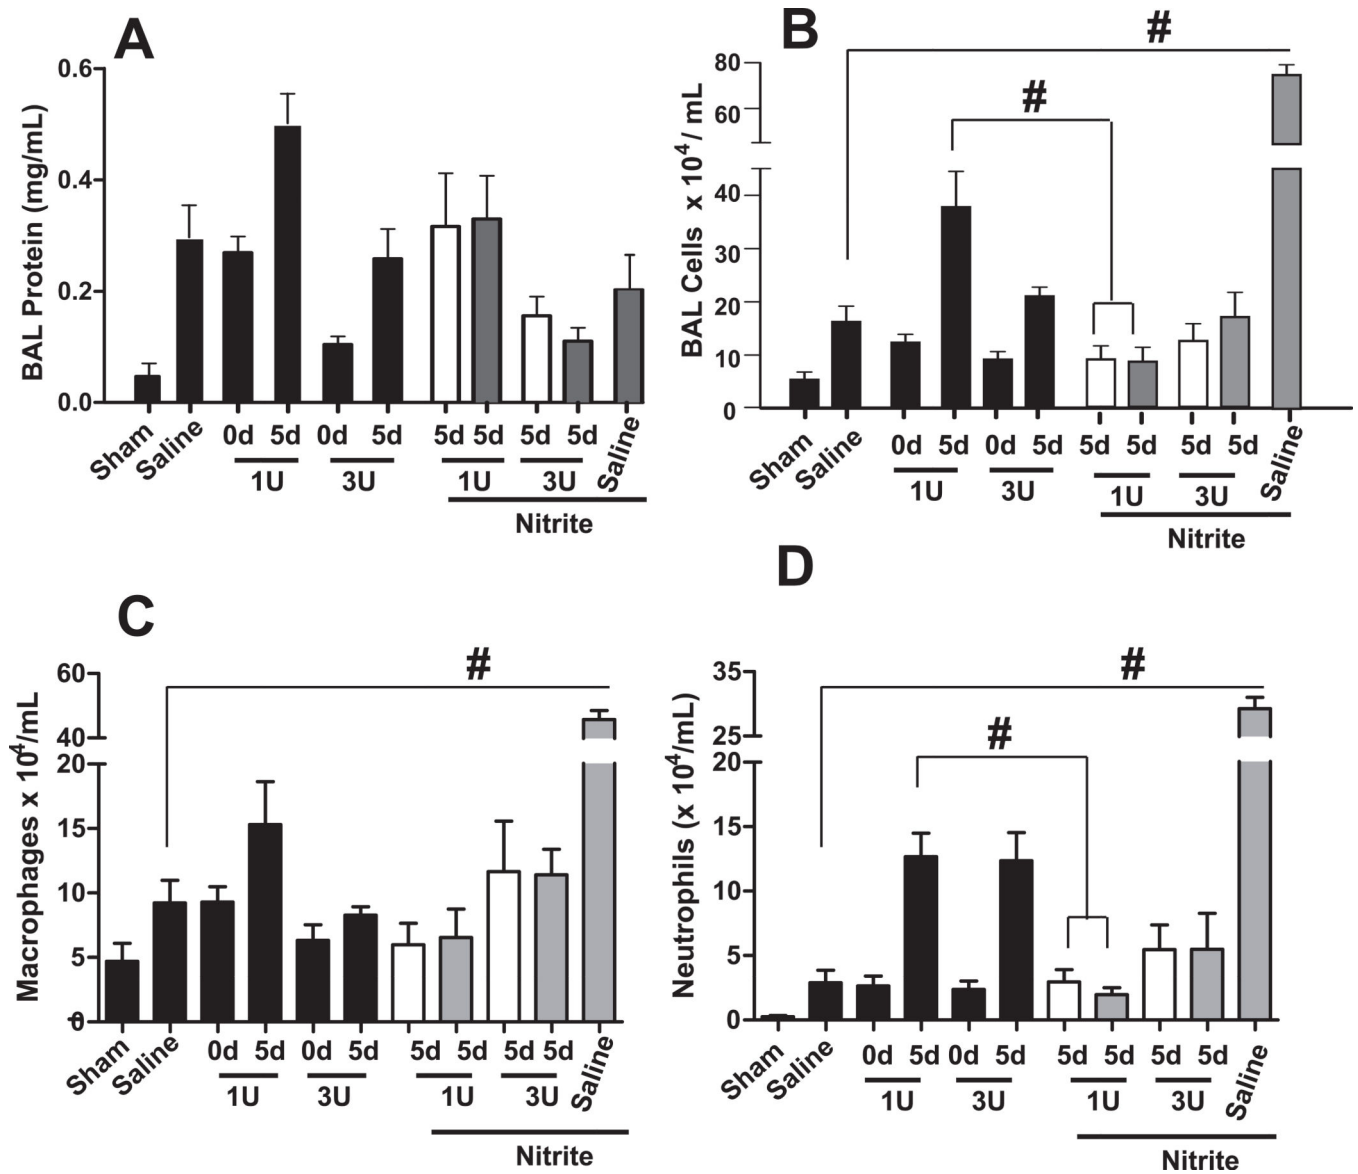 A
BAL Protein (mg/mL)
0.6
0.4
0.2
0.0
Sham
Saline
0d 5d 0d 5d 5d 5d 5d 5d
Saline
1U 3U 1U 3U
Nitrite
B
BAL Cells x 10⁴/ mL
80
60
40
30
20
10
0
#
#
Sham
Saline
0d 5d 0d 5d 5d 5d 5d 5d
Saline
1U 3U 1U 3U
Nitrite
C
Macrophages x 10⁴/mL
60
40
20
15
10
5
0
#
Sham
Saline
0d 5d 0d 5d 5d 5d 5d 5d
Saline
1U 3U 1U 3U
Nitrite
D
Neutrophils (x 10⁴/mL)
35
25
20
15
10
5
0
#
#
Sham
Saline
0d 5d 0d 5d 5d 5d 5d 5d
Saline
1U 3U 1U 3U
Nitrite